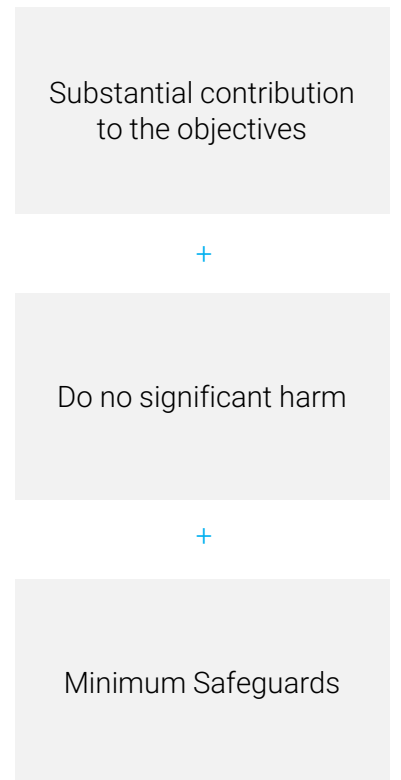 Substantial contribution
to the objectives
+
Do no significant harm
+
Minimum Safeguards